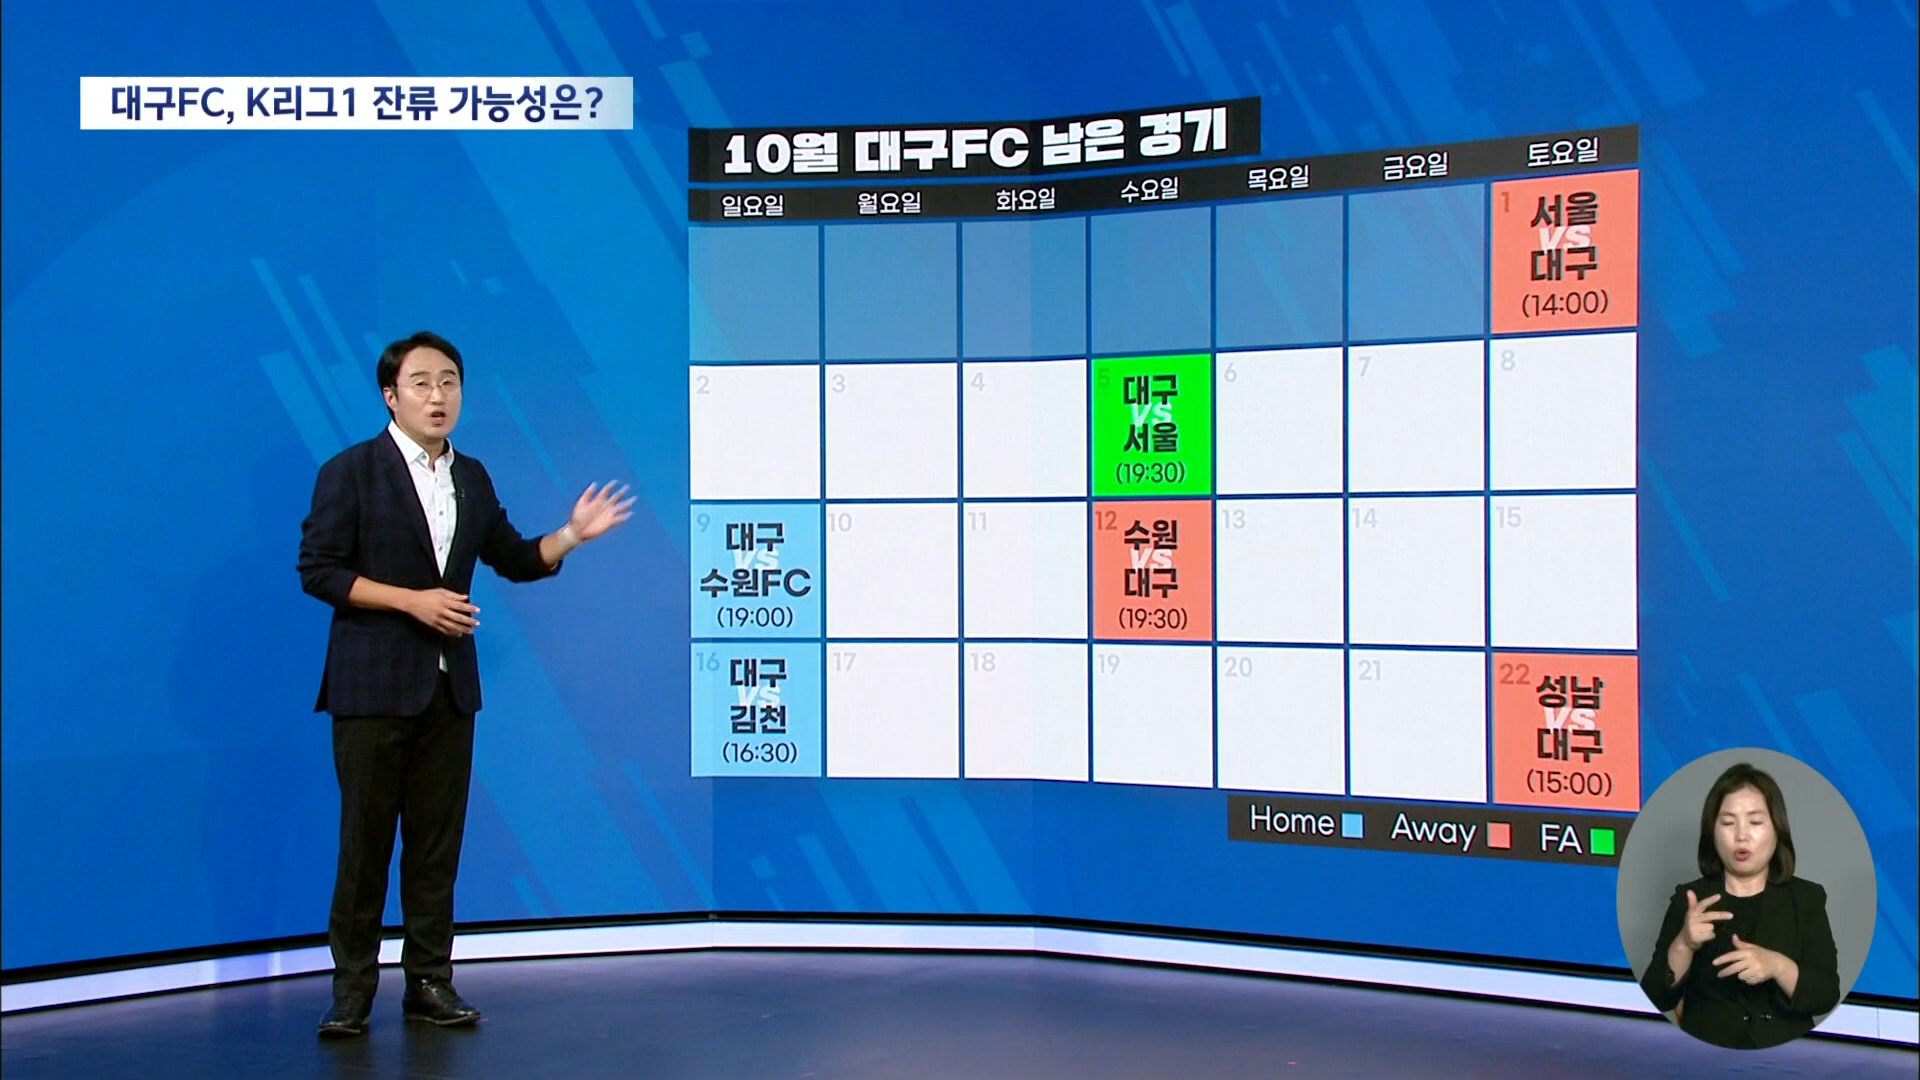 대구FC, K리그1 잔류 가능성은?
10월 대구FC 남은 경기
일요일 월요일 화요일 수요일 목요일 금요일 토요일
1
서울
VS
대구
(14:00)
2 3 4 5 6 7 8
대구
VS
서울
(19:30)
9 10 11 12 13 14 15
대구
VS
수원FC
(19:00)
수원
VS
대구
(19:30)
16 17 18 19 20 21 22
대구
VS
김천
(16:30)
성남
VS
대구
(15:00)
Home Away FA